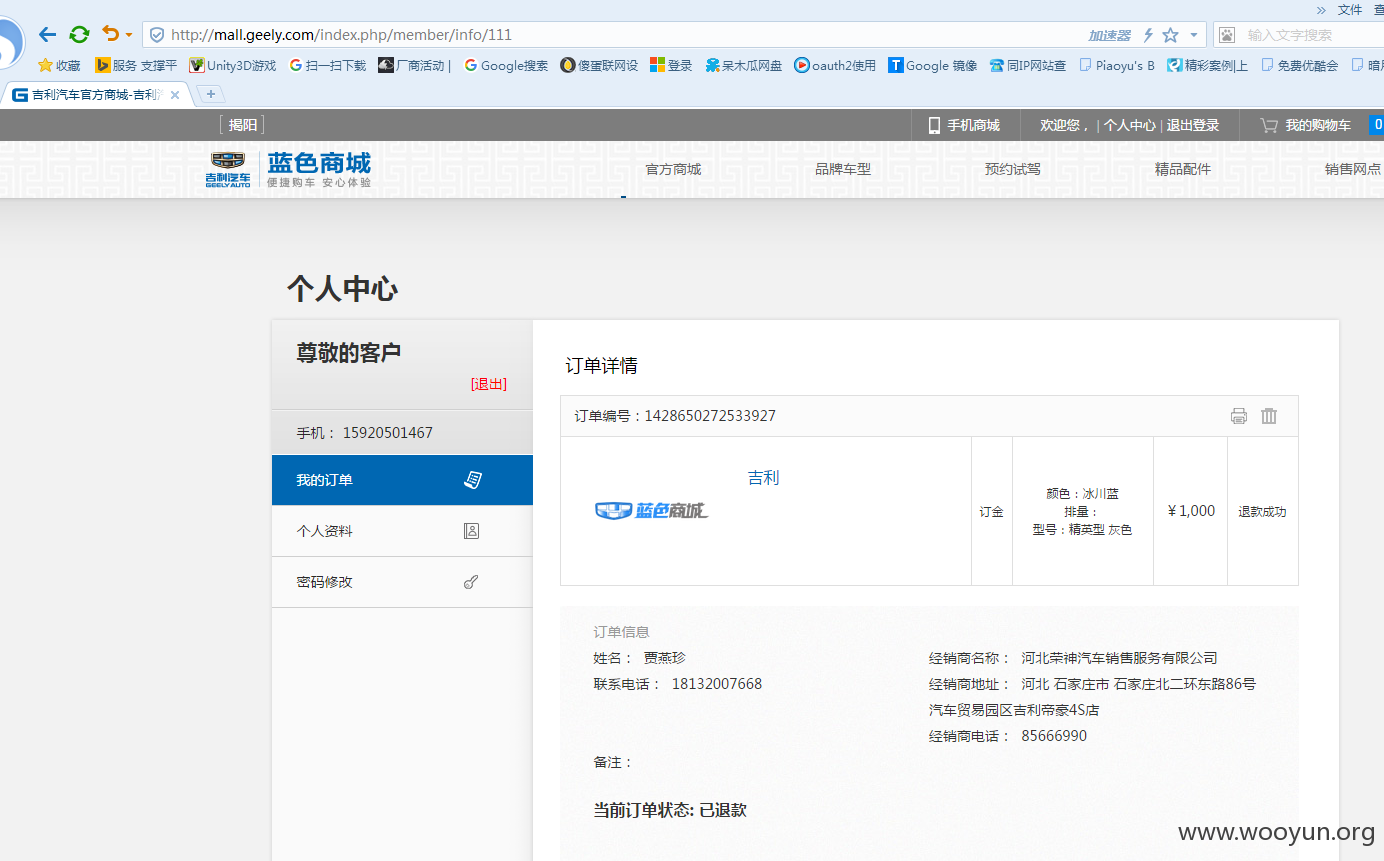 » 文件 查
http://mall.geely.com/index.php/member/info/111 加速器 输入文字搜索
收藏 服务 支撑平 Unity3D游戏 扫一扫下载 厂商活动 | Google搜索 傻蛋联网设 登录 呆木瓜网盘 oauth2使用 Google 镜像 同IP网站查 Piaoyu's B 精彩案例|上 免费优酷会 暗月
吉利汽车官方商城-吉利汽
[ 揭阳 ] 手机商城 欢迎您， | 个人中心 | 退出登录 我的购物车 0
吉利汽车 GEELY AUTO 蓝色商城 便捷购车 安心体验
官方商城 品牌车型 预约试驾 精品配件 销售网点
个人中心
尊敬的客户
[退出]
手机： 15920501467
我的订单
个人资料
密码修改
订单详情
订单编号：1428650272533927
吉利
蓝色商城
订金
颜色：冰川蓝
排量：
型号：精英型 灰色
￥1,000
退款成功
订单信息
姓名： 贾燕珍
联系电话： 18132007668
经销商名称： 河北荣神汽车销售服务有限公司
经销商地址： 河北 石家庄市 石家庄北二环东路86号
汽车贸易园区吉利帝豪4S店
经销商电话： 85666990
备注：
当前订单状态: 已退款
www.wooyun.org